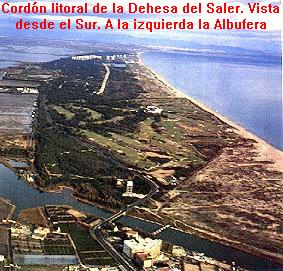 Cordón litoral de la Dehesa del Saler. Vista
desde el Sur. A la izquierda la Albufera